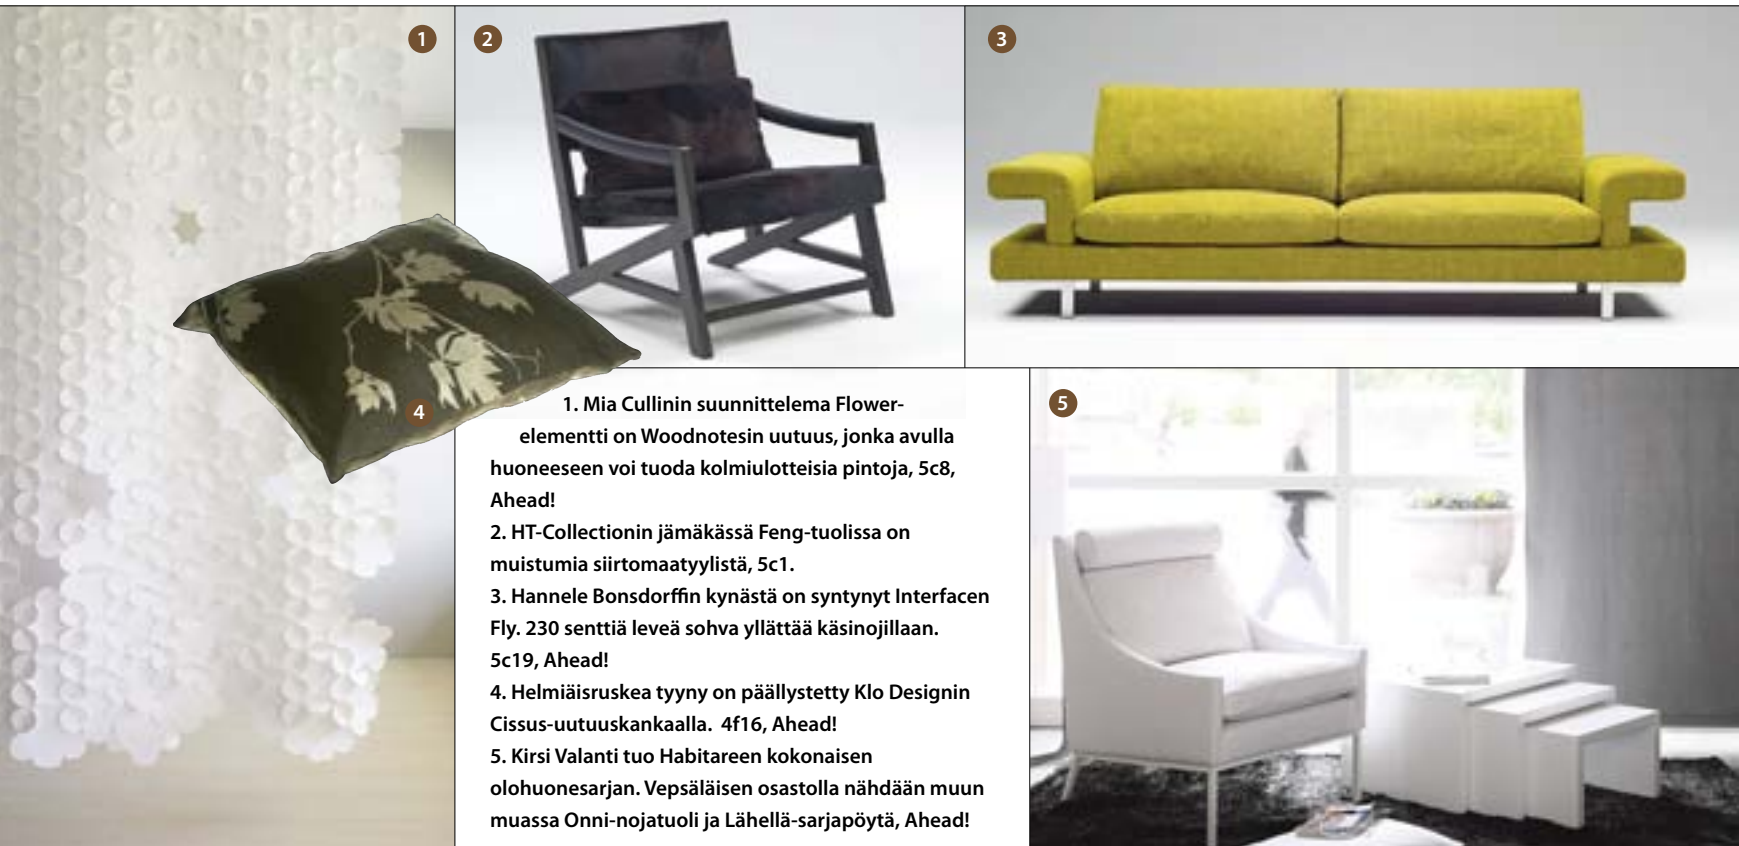 1
2
3
4
5
1. Mia Cullinin suunnittelema Flower-
elementti on Woodnotesin uutuus, jonka avulla
huoneeseen voi tuoda kolmiulotteisia pintoja, 5c8,
Ahead!
2. HT-Collectionin jämäkässä Feng-tuolissa on
muistumia siirtomaatyylistä, 5c1.
3. Hannele Bonsdorffin kynästä on syntynyt Interfacen
Fly. 230 senttiä leveä sohva yllättää käsinojillaan.
5c19, Ahead!
4. Helmiäisruskea tyyny on päällystetty Klo Designin
Cissus-uutuuskankaalla. 4f16, Ahead!
5. Kirsi Valanti tuo Habitareen kokonaisen
olohuonesarjan. Vepsäläisen osastolla nähdään muun
muassa Onni-nojatuoli ja Lähellä-sarjapöytä, Ahead!